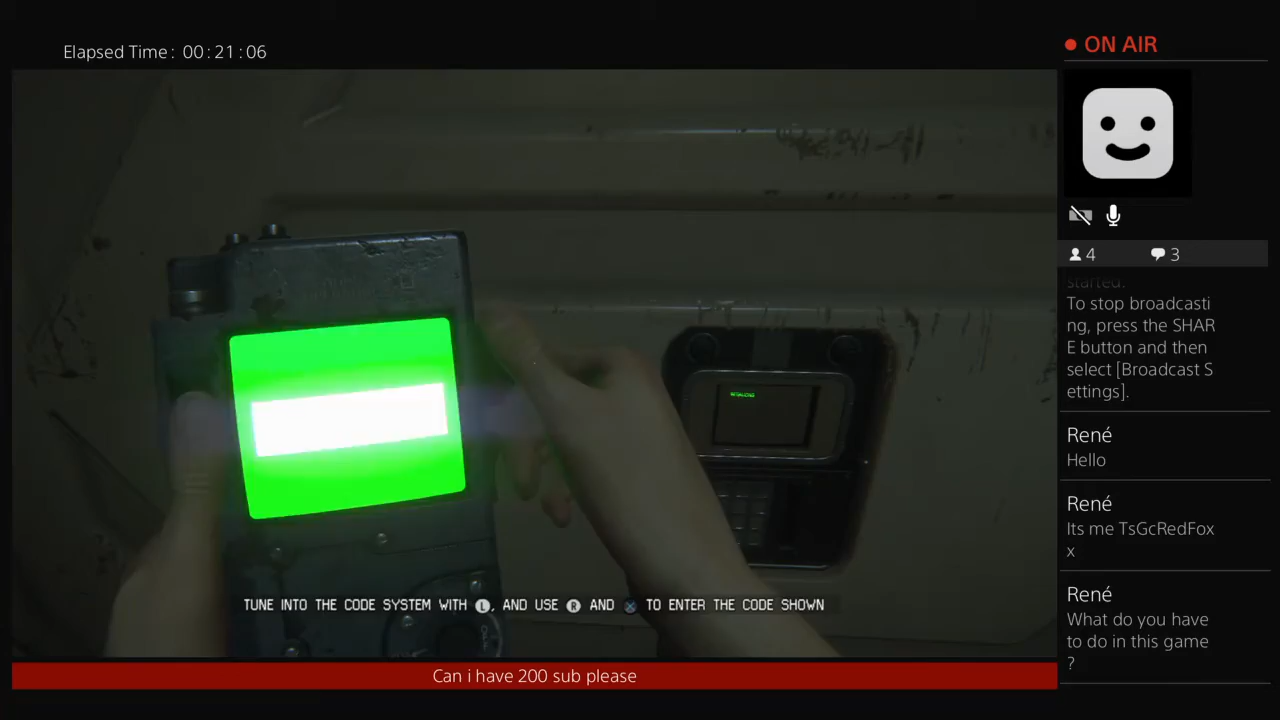 Elapsed Time: 00:21:06
ON AIR
4
3
started.
To stop broadcasti
ng, press the SHAR
E button and then
select [Broadcast S
ettings].
René
Hello
René
Its me TsGcRedFox
x
René
What do you have
to do in this game
?
TUNE INTO THE CODE SYSTEM WITH L, AND USE R AND X TO ENTER THE CODE SHOWN
Can i have 200 sub please